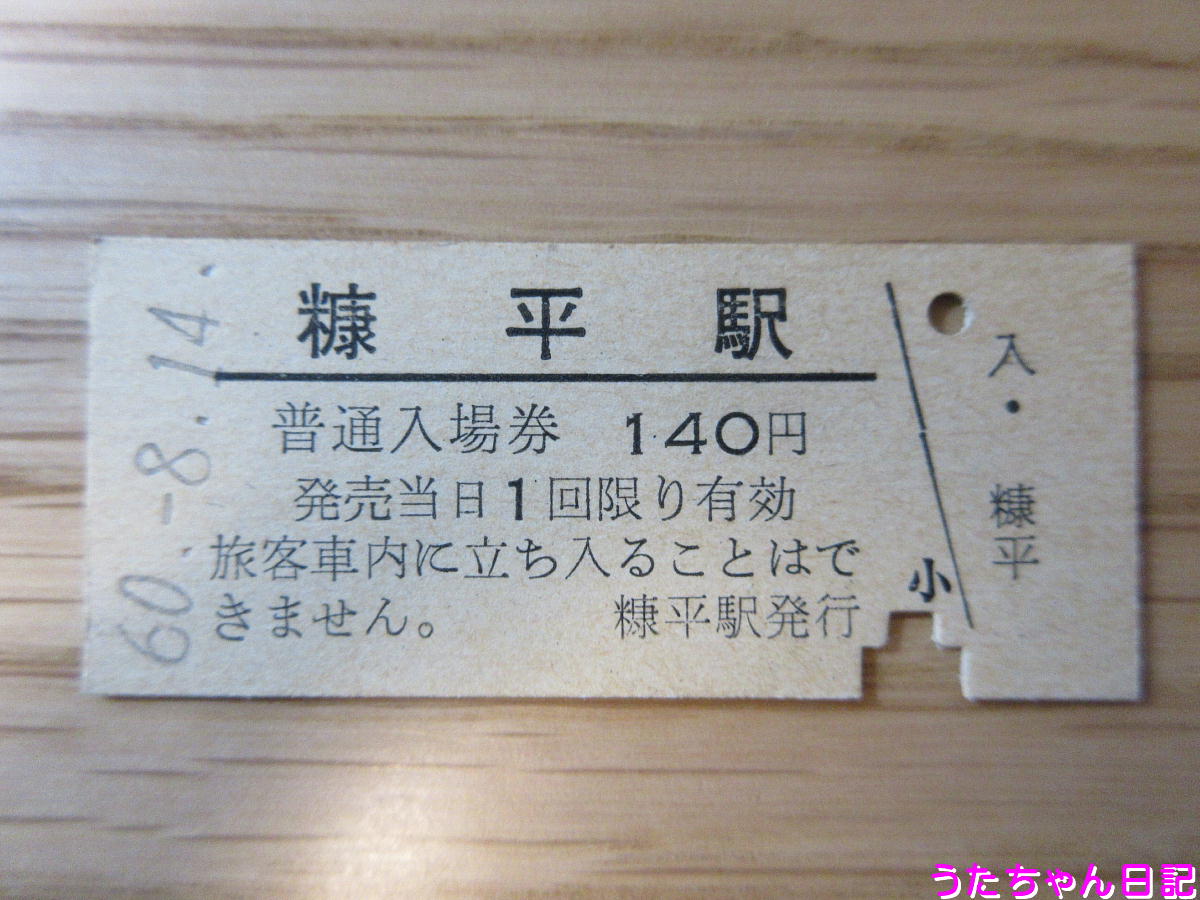 糠平駅
普通入場券 140円
発売当日1回限り有効
旅客車内に立ち入ることはで
きません。 糠平駅発行
小
入・糠平
60.-8.14.
うたちゃん日記